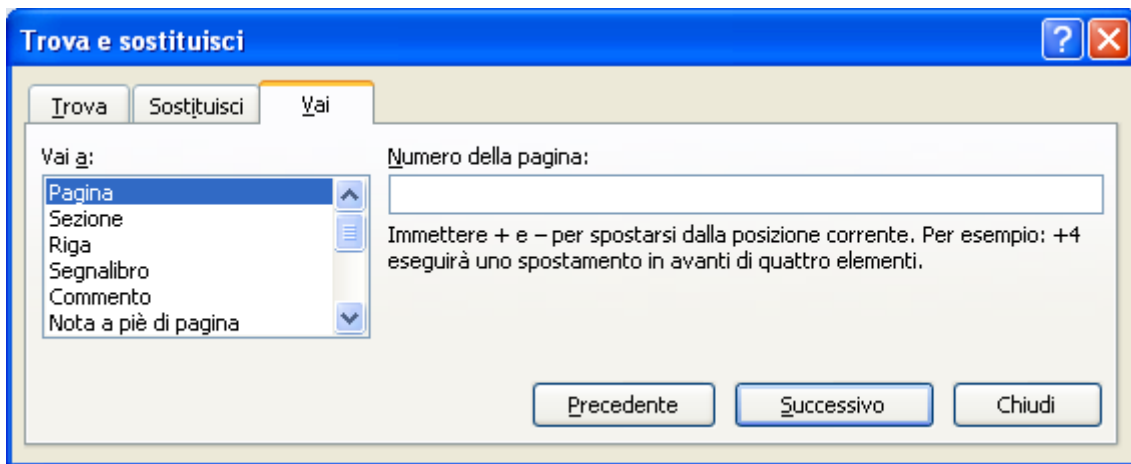 Trova e sostituisci
?
Trova Sostituisci Vai
Vai a:
Pagina
Sezione
Riga
Segnalibro
Commento
Nota a piè di pagina
Numero della pagina:
Immettere + e – per spostarsi dalla posizione corrente. Per esempio: +4
eseguirà uno spostamento in avanti di quattro elementi.
Precedente Successivo Chiudi